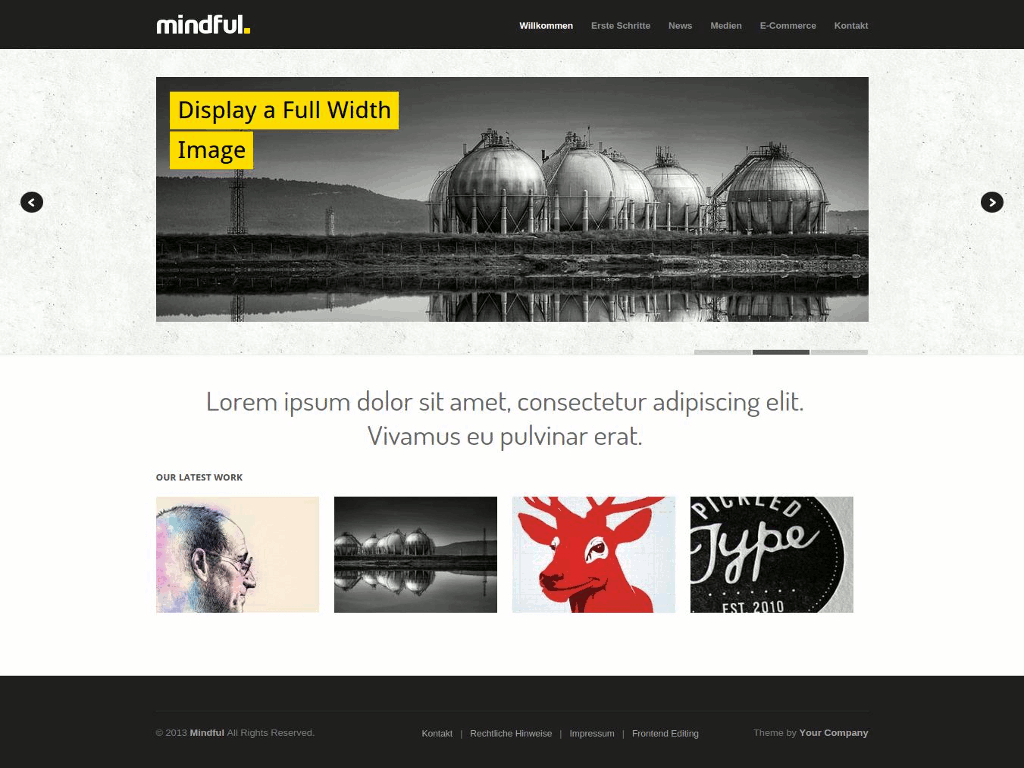 mindful.
Willkommen Erste Schritte News Medien E-Commerce Kontakt
Display a Full Width
Image
Lorem ipsum dolor sit amet, consectetur adipiscing elit.
Vivamus eu pulvinar erat.
OUR LATEST WORK
PICKLED
Type
EST. 2010
© 2013 Mindful All Rights Reserved.
Kontakt | Rechtliche Hinweise | Impressum | Frontend Editing
Theme by Your Company